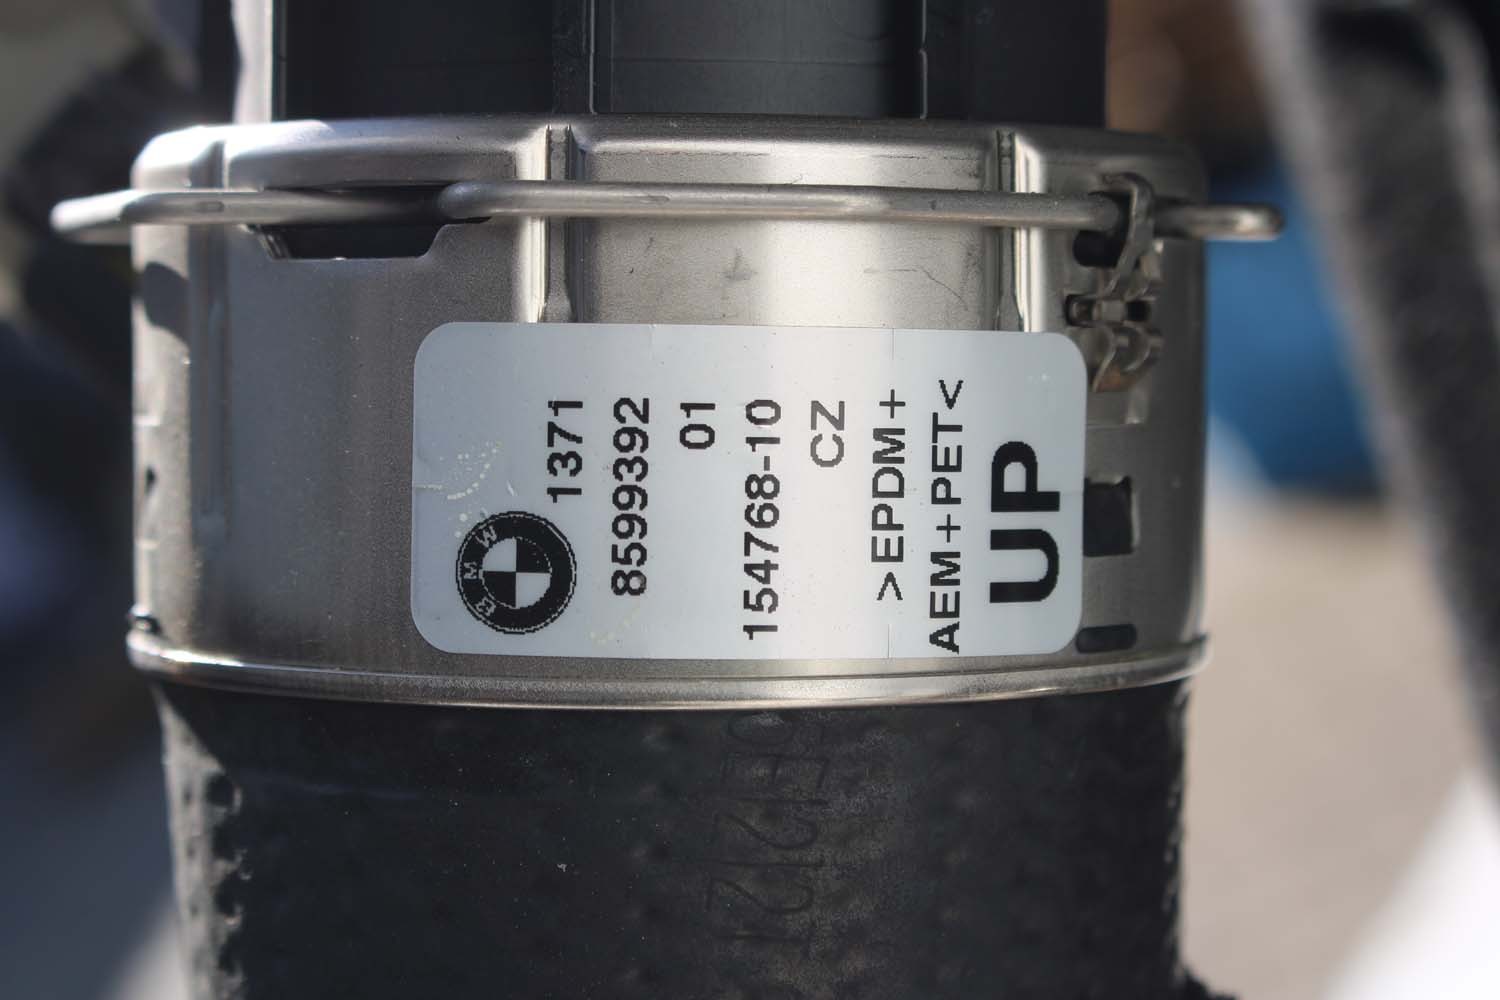 BMW
1371
8599392
01
154768-10
CZ
>EPDM+
AEM+PET<
UP